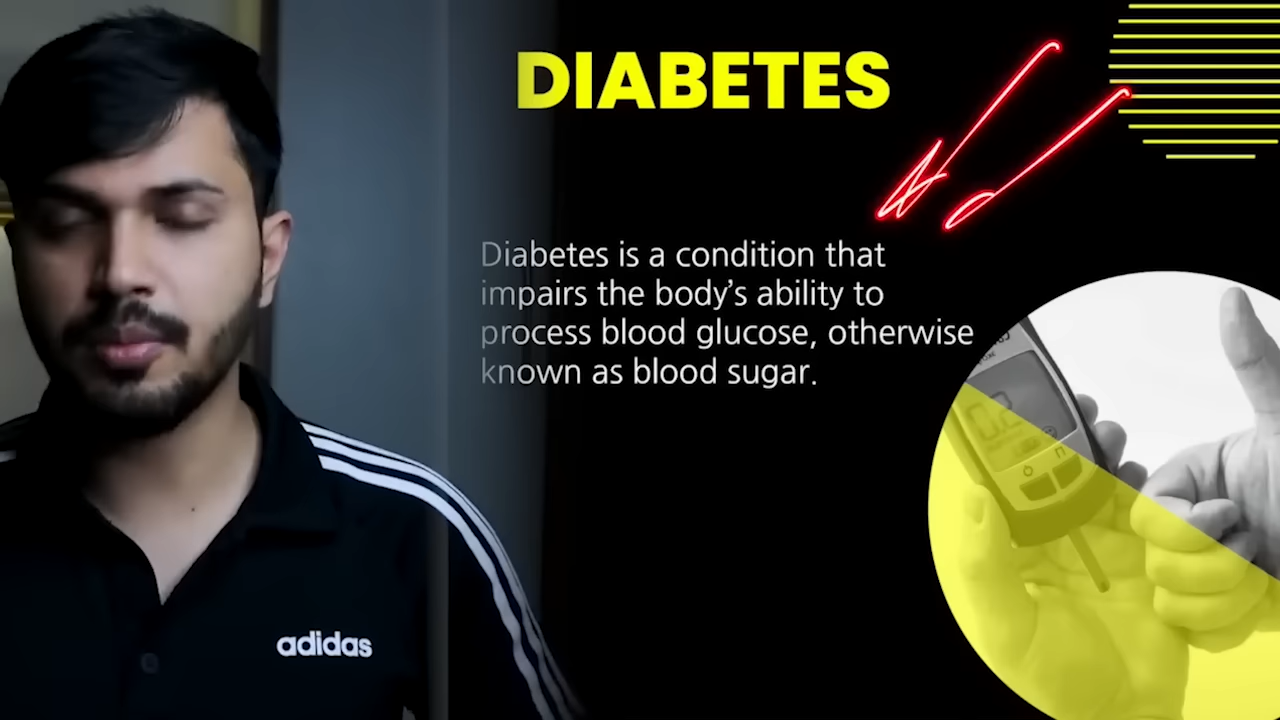 DIABETES
Diabetes is a condition that
impairs the body’s ability to
process blood glucose, otherwise
known as blood sugar.
adidas